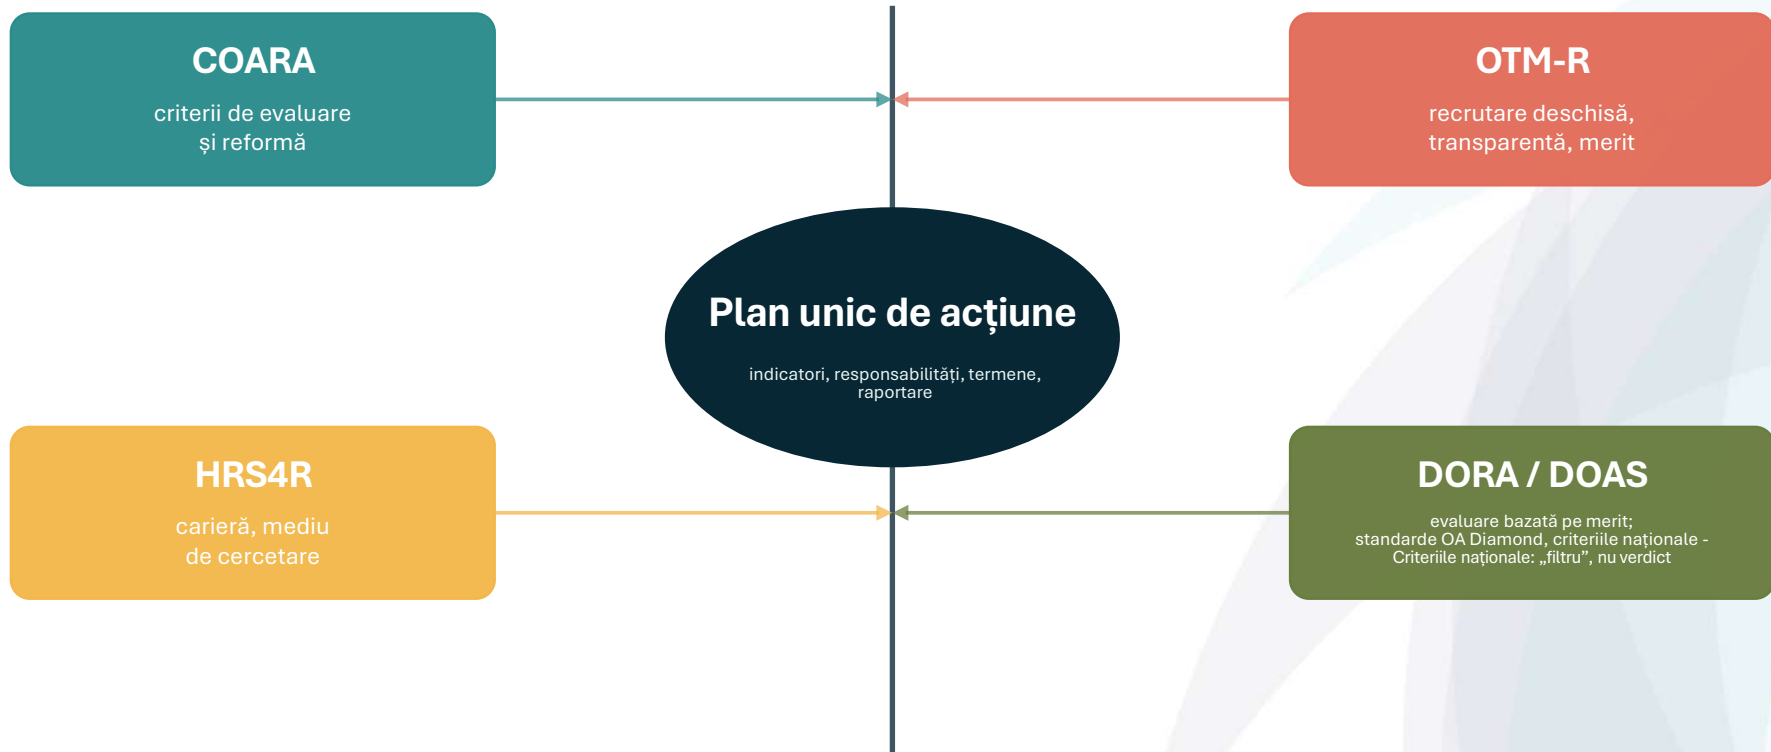 COARA
criterii de evaluare
și reformă
OTM-R
recrutare deschisă,
transparentă, merit
Plan unic de acțiune
indicatori, responsabilități, termene,
raportare
HRS4R
carieră, mediu
de cercetare
DORA / DOAS
evaluare bazată pe merit;
standarde OA Diamond, criteriile naționale -
Criteriile naționale: „filtru”, nu verdict